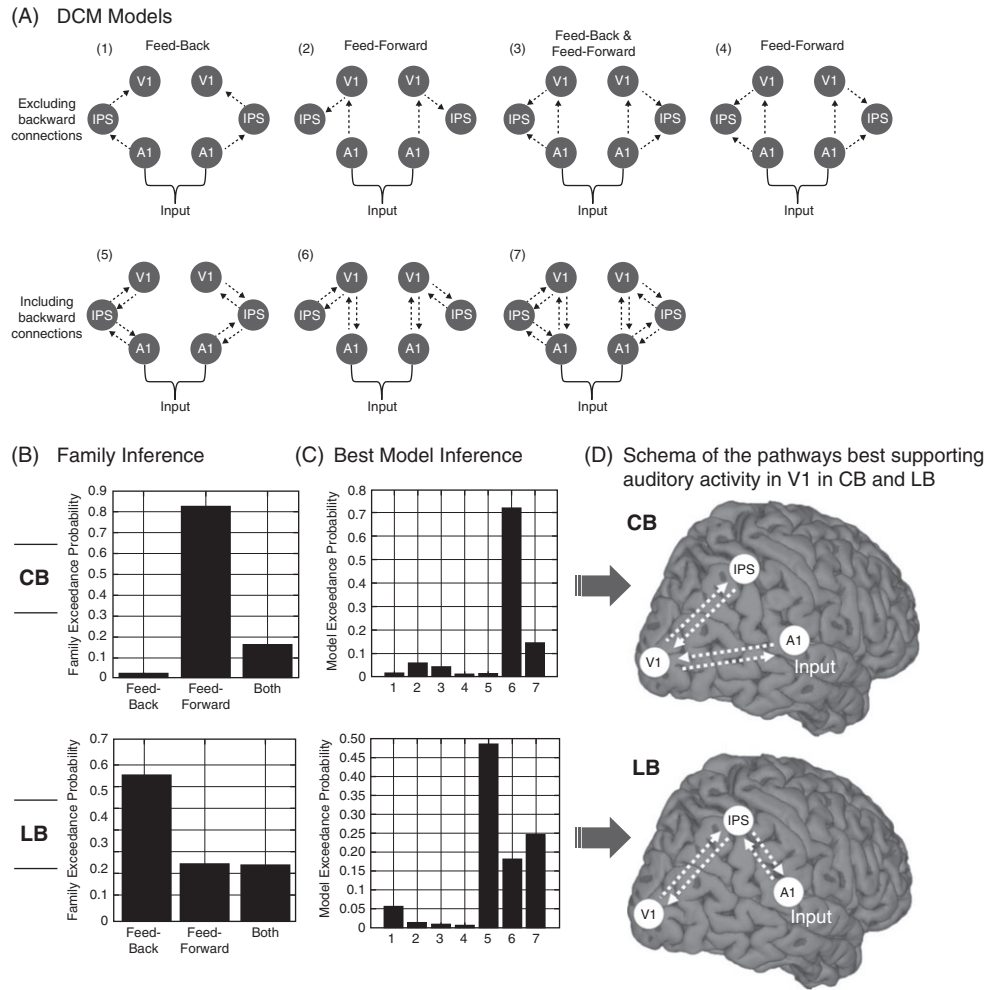 (A) DCM Models
(1) Feed-Back
(2) Feed-Forward
(3) Feed-Back &
Feed-Forward
(4) Feed-Forward
Excluding
backward
connections
V1 V1 V1 V1 V1 V1 V1 V1
IPS IPS IPS IPS IPS IPS IPS IPS
A1 A1 A1 A1 A1 A1 A1 A1
Input Input Input Input
(5) (6) (7)
Including
backward
connections
V1 V1 V1 V1 V1 V1
IPS IPS IPS IPS IPS IPS
A1 A1 A1 A1 A1 A1
Input Input Input
(B) Family Inference
CB
Family Exceedance Probability
0.9
0.8
0.7
0.6
0.5
0.4
0.3
0.2
0.1
0
Feed-
Back
Feed-
Forward
Both
LB
Family Exceedance Probability
0.7
0.6
0.5
0.4
0.3
0.2
0.1
0
Feed-
Back
Feed-
Forward
Both
(C) Best Model Inference
Model Exceedance Probability
0.8
0.7
0.6
0.5
0.4
0.3
0.2
0.1
0
1 2 3 4 5 6 7
Model Exceedance Probability
0.50
0.45
0.40
0.35
0.30
0.25
0.20
0.15
0.10
0.05
0
1 2 3 4 5 6 7
(D) Schema of the pathways best supporting
auditory activity in V1 in CB and LB
CB
IPS
A1
V1
Input
LB
IPS
A1
V1
Input